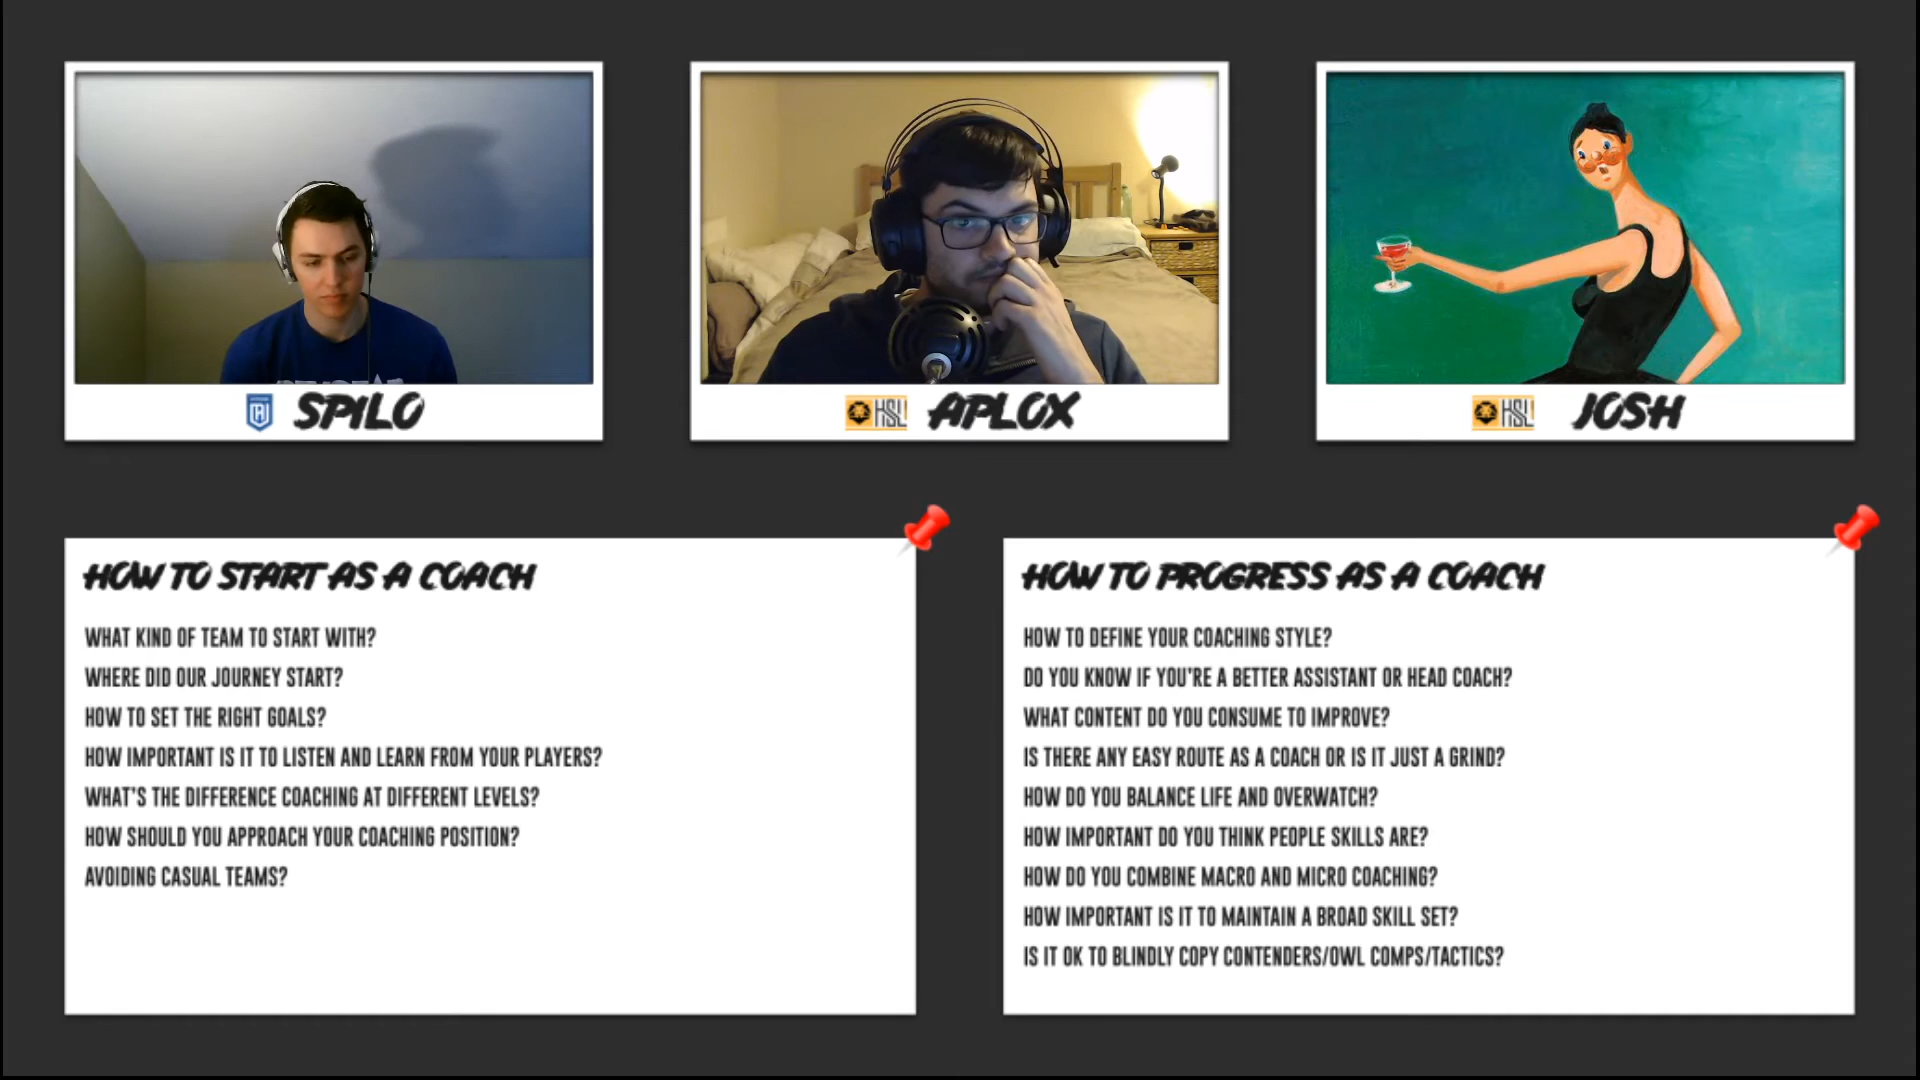 SPILO
HSL APLOX
HSL JOSH
HOW TO START AS A COACH
WHAT KIND OF TEAM TO START WITH?
WHERE DID OUR JOURNEY START?
HOW TO SET THE RIGHT GOALS?
HOW IMPORTANT IS IT TO LISTEN AND LEARN FROM YOUR PLAYERS?
WHAT'S THE DIFFERENCE COACHING AT DIFFERENT LEVELS?
HOW SHOULD YOU APPROACH YOUR COACHING POSITION?
AVOIDING CASUAL TEAMS?
HOW TO PROGRESS AS A COACH
HOW TO DEFINE YOUR COACHING STYLE?
DO YOU KNOW IF YOU'RE A BETTER ASSISTANT OR HEAD COACH?
WHAT CONTENT DO YOU CONSUME TO IMPROVE?
IS THERE ANY EASY ROUTE AS A COACH OR IS IT JUST A GRIND?
HOW DO YOU BALANCE LIFE AND OVERWATCH?
HOW IMPORTANT DO YOU THINK PEOPLE SKILLS ARE?
HOW DO YOU COMBINE MACRO AND MICRO COACHING?
HOW IMPORTANT IS IT TO MAINTAIN A BROAD SKILL SET?
IS IT OK TO BLINDLY COPY CONTENDERS/OWL COMPS/TACTICS?